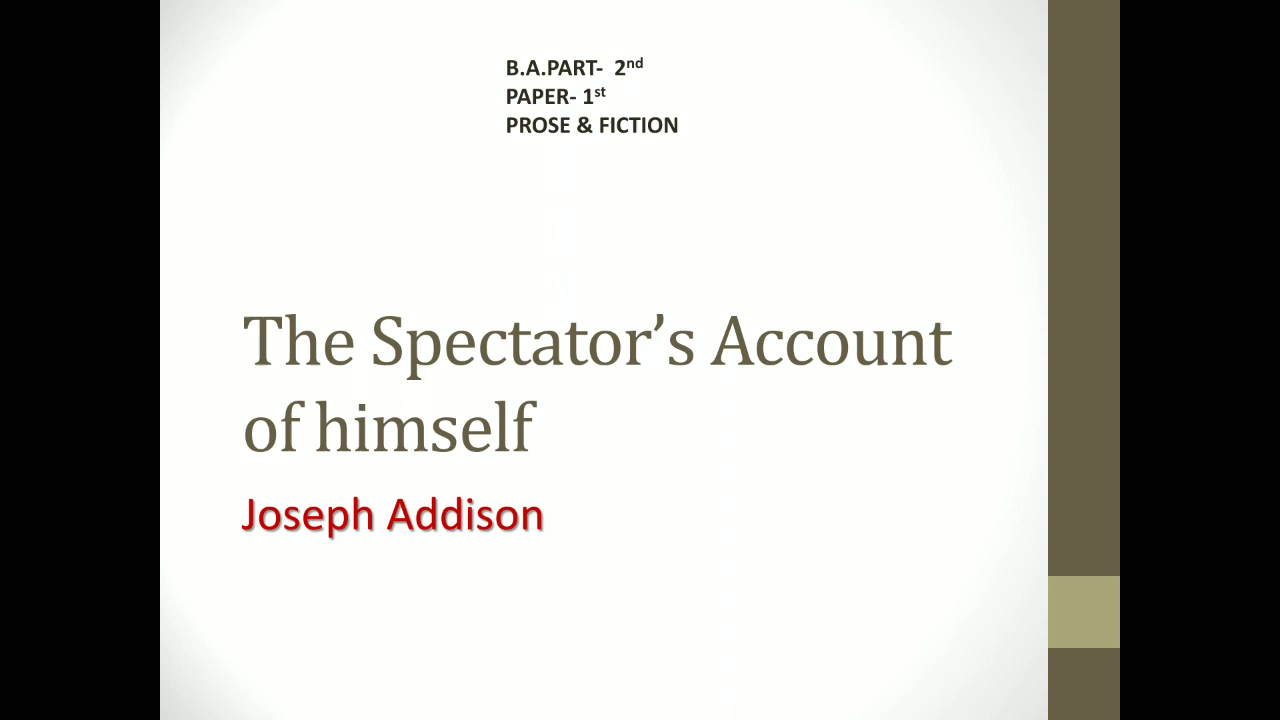 B.A.PART- 2nd
PAPER- 1st
PROSE & FICTION
The Spectator’s Account
of himself
Joseph Addison